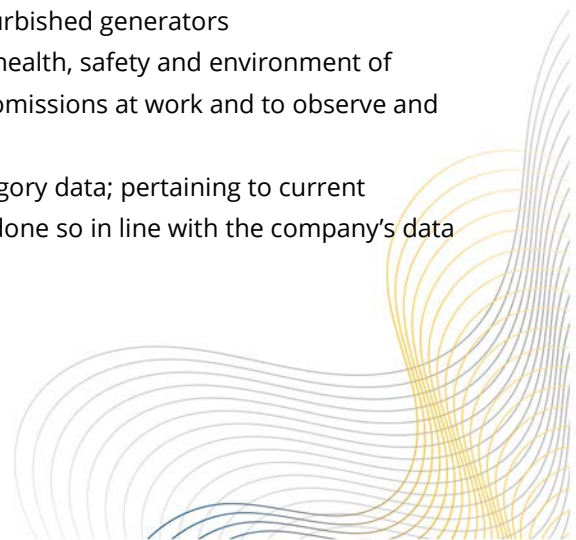 urbished generators
health, safety and environment of
omissions at work and to observe and
gory data; pertaining to current
lone so in line with the company’s data